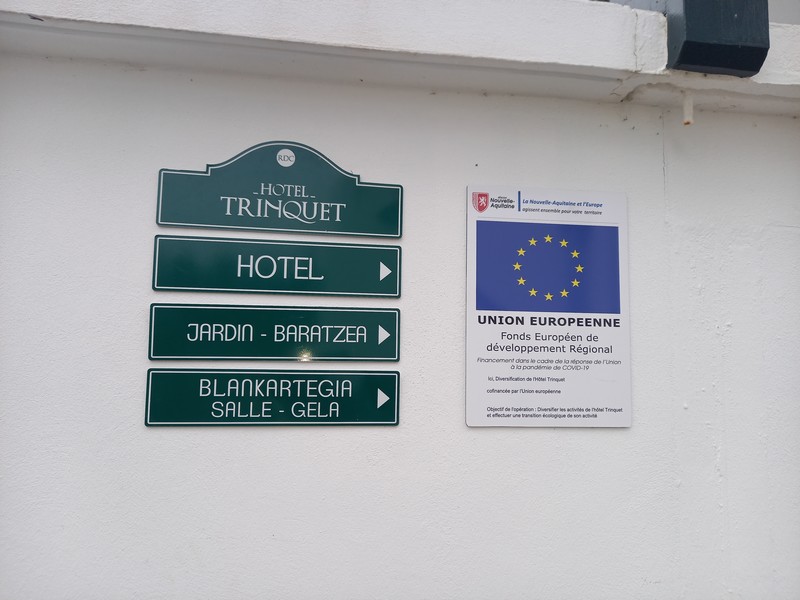 RDC
HOTEL
TRINQUET
HOTEL
JARDIN - BARATZEA
BLANKARTEGIA
SALLE - GELA
Nouvelle-
Aquitaine
La Nouvelle-Aquitaine et l'Europe
agissent ensemble pour votre territoire
UNION EUROPEENNE
Fonds Européen de
développement Régional
Financement dans le cadre de la réponse de l'Union
à la pandémie de COVID-19
Ici, Diversification de l'Hôtel Trinquet
cofinancée par l'Union européenne
Objectif de l'opération : Diversifier les activités de l'hôtel Trinquet
et effectuer une transition écologique de son activité